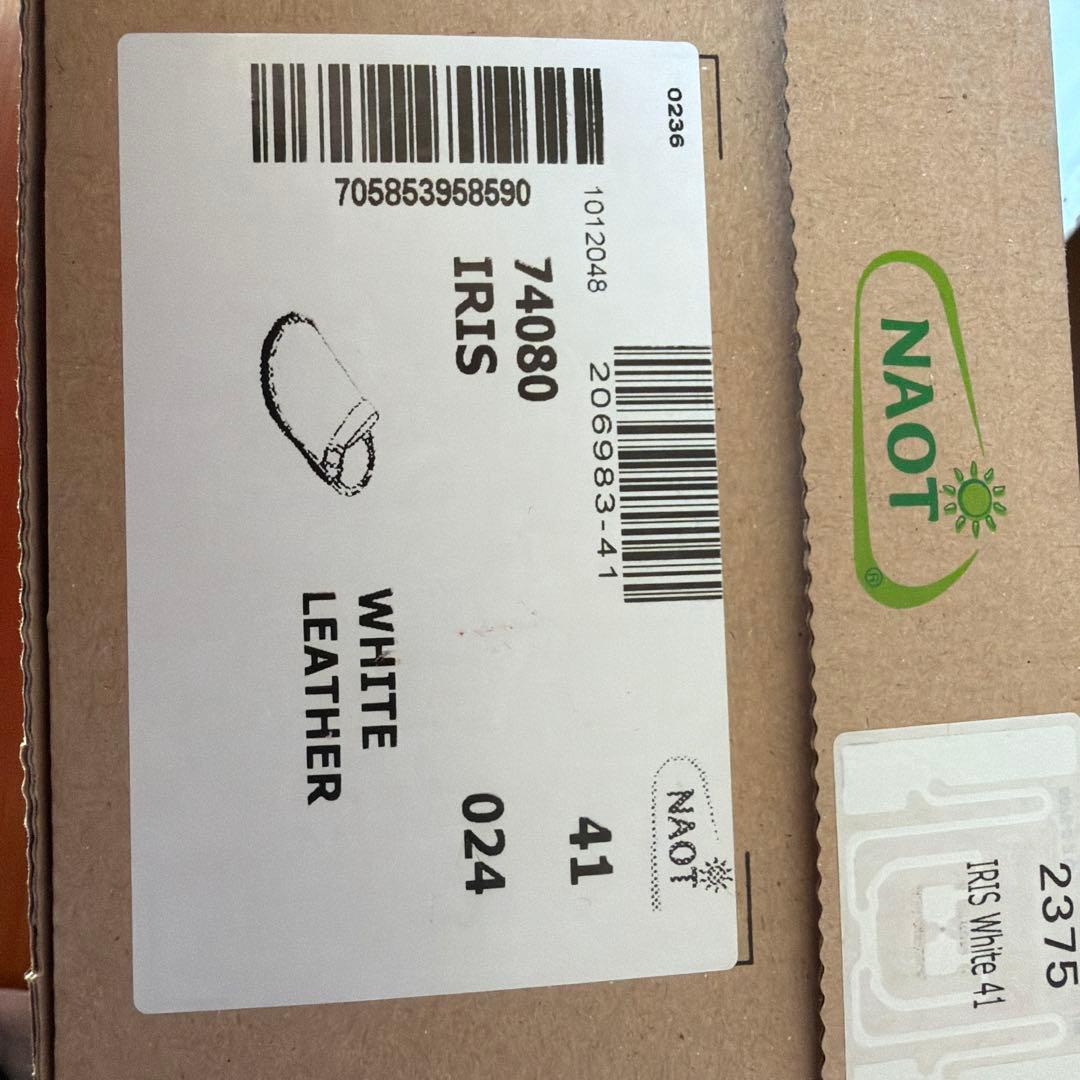 NAOT
®
0236
1012048
206983-41
NAOT
74080
IRIS
41
024
WHITE
LEATHER
705853958590
2375
IRIS White 41